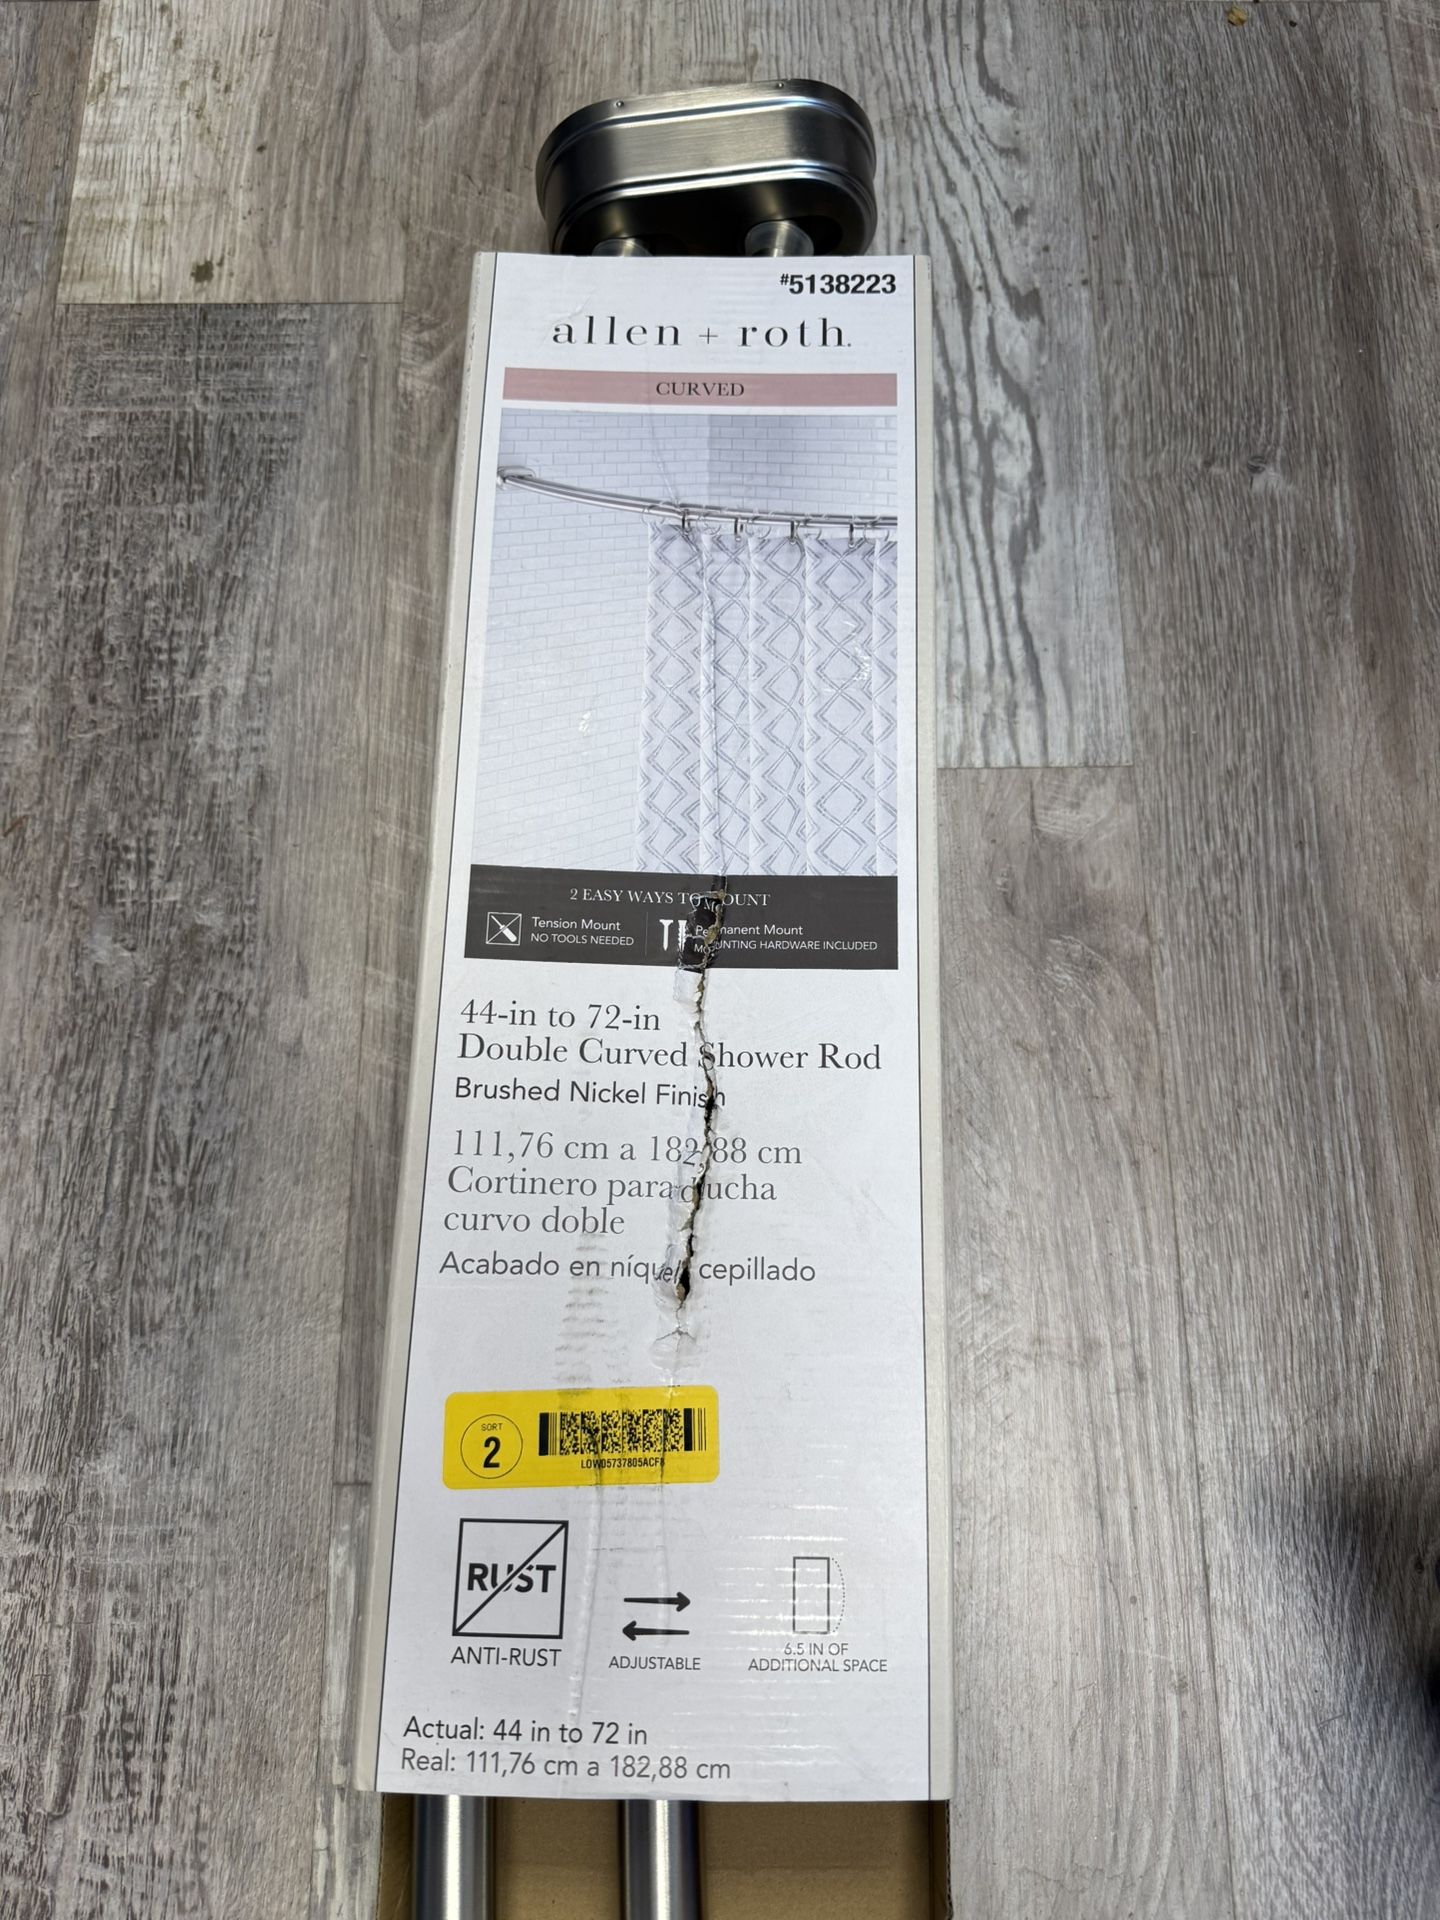 #5138223
allen + roth.
CURVED
2 EASY WAYS TO MOUNT
Tension Mount
NO TOOLS NEEDED
Permanent Mount
MOUNTING HARDWARE INCLUDED
44-in to 72-in
Double Curved Shower Rod
Brushed Nickel Finish
111,76 cm a 182,88 cm
Cortinero para ducha
curvo doble
Acabado en níquel cepillado
SORT
2
LOW05737805ACF8
RUST
ANTI-RUST
ADJUSTABLE
6.5 IN OF
ADDITIONAL SPACE
Actual: 44 in to 72 in
Real: 111,76 cm a 182,88 cm